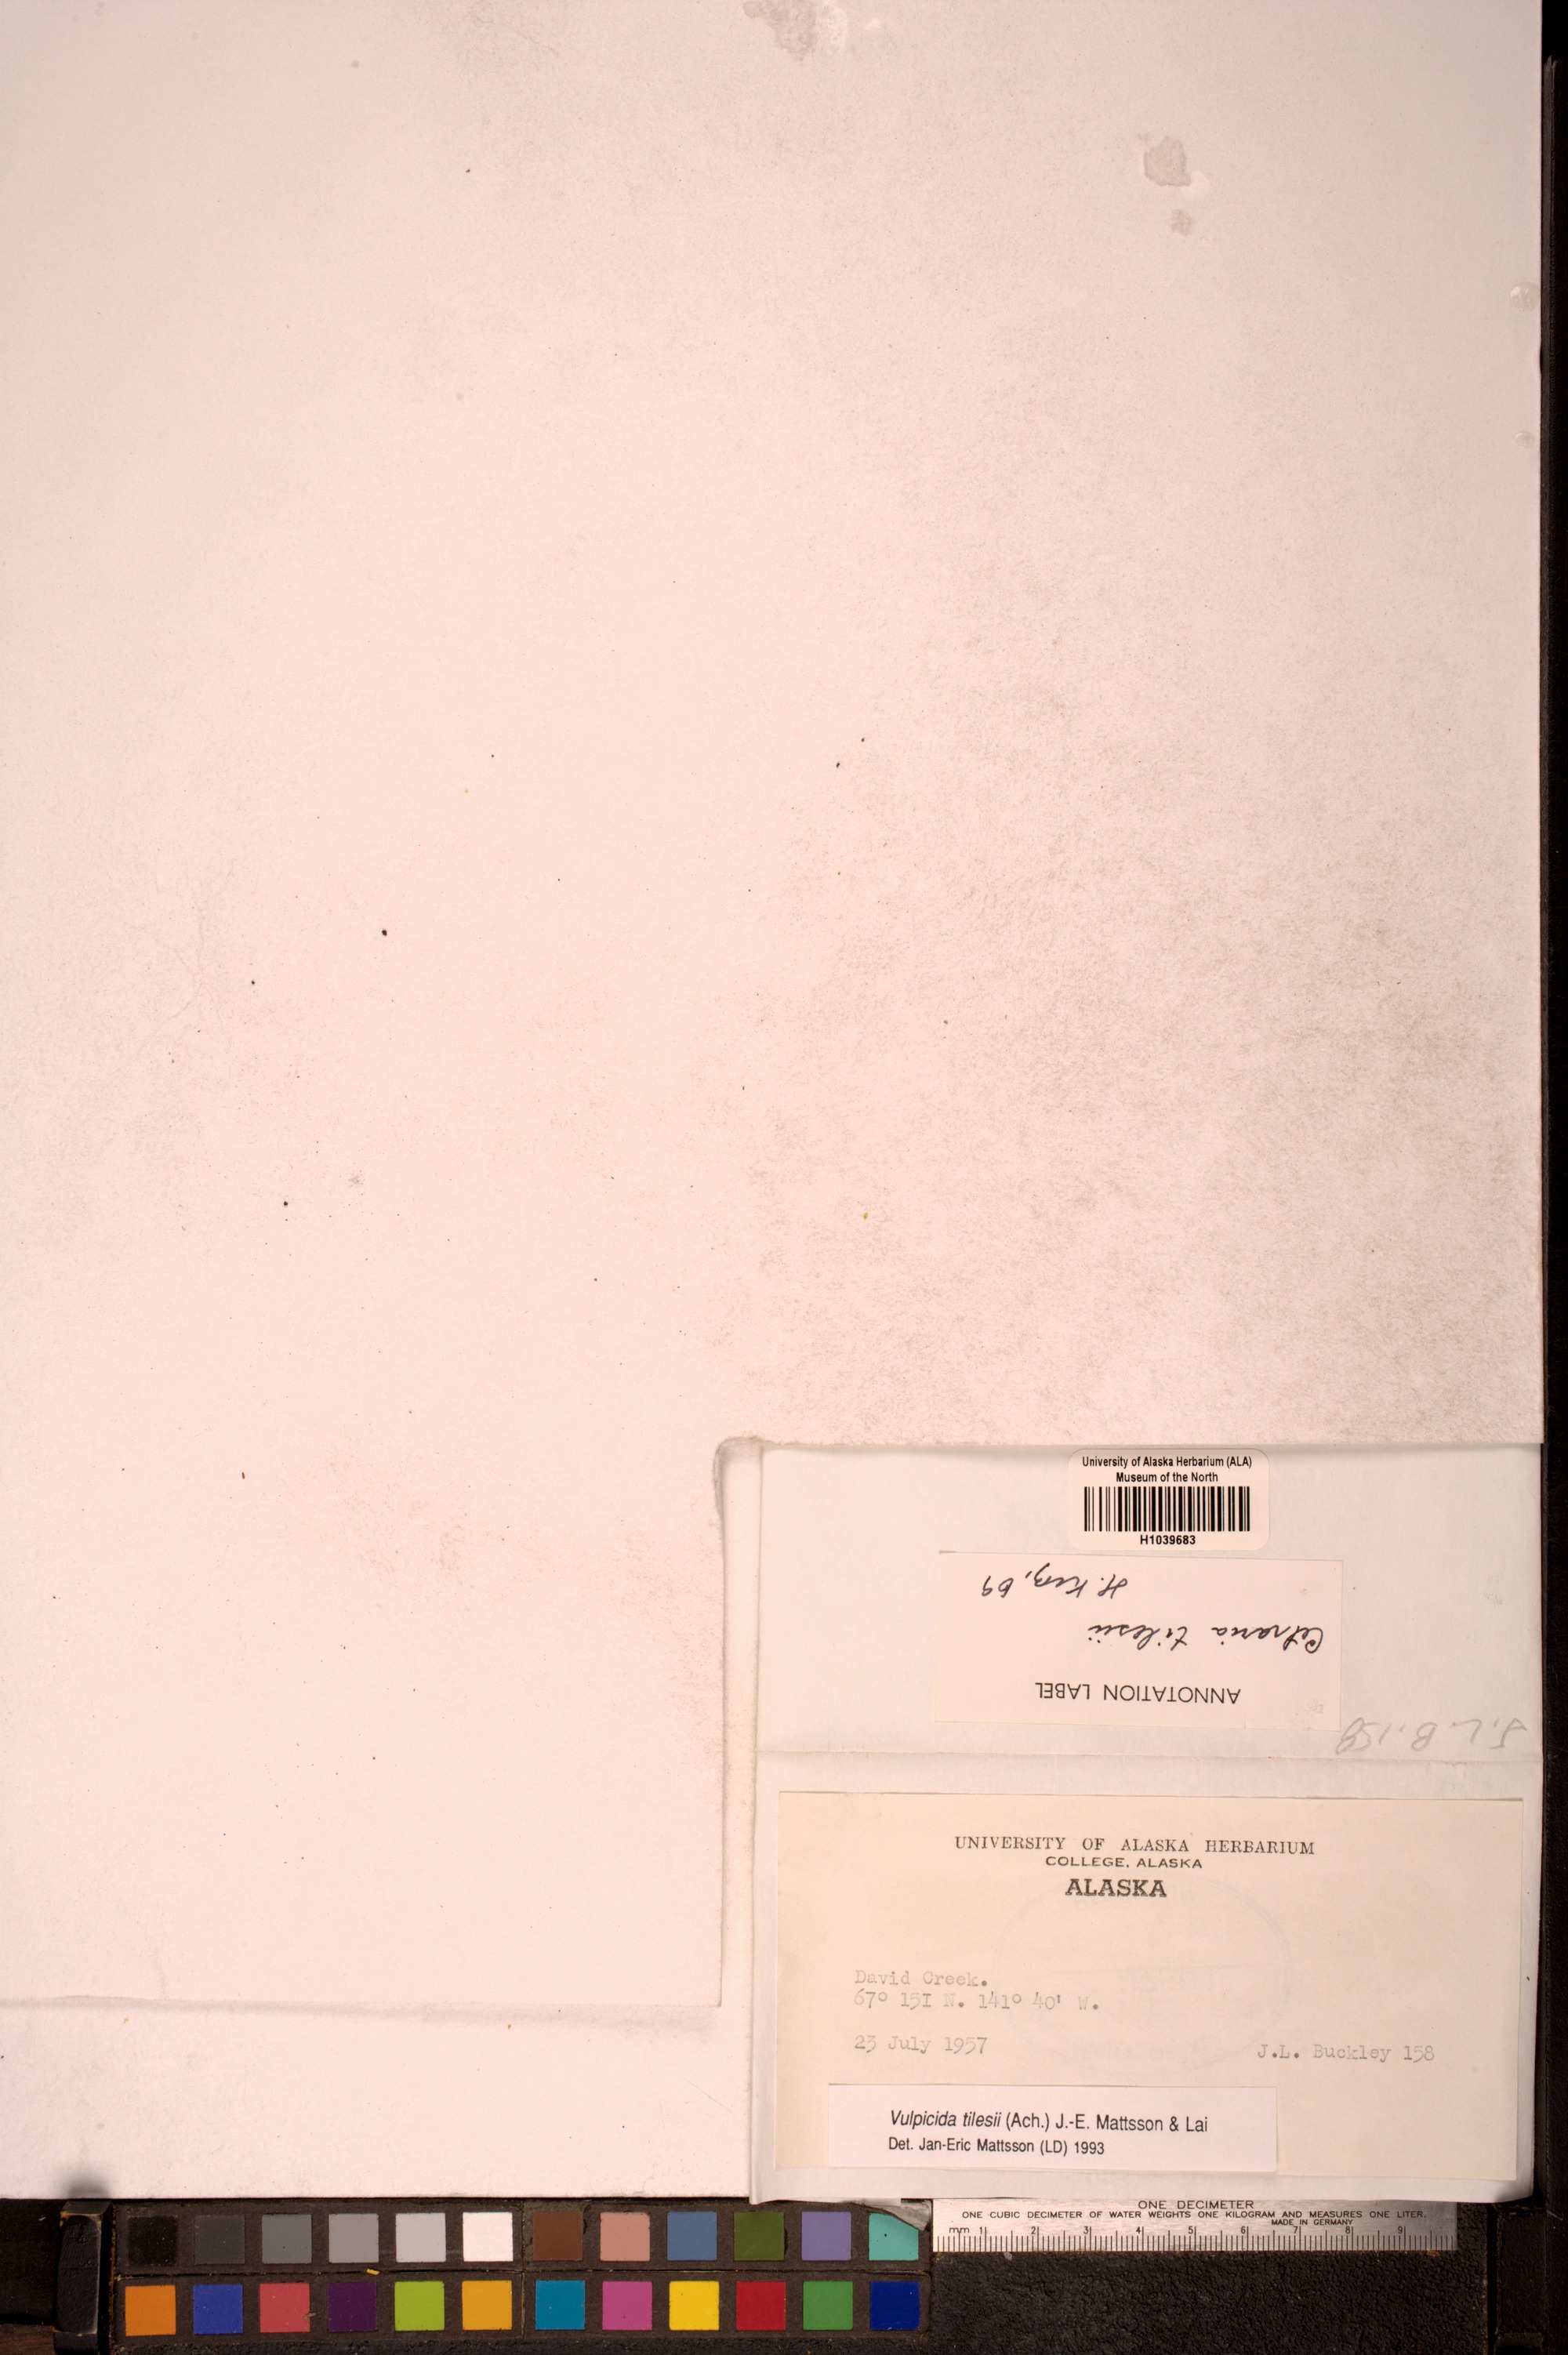 University of Alaska Herbarium (ALA)
Museum of the North
H1039683
ANNOTATION LABEL
Cetraria tilesii
H. Krog, 69
J.L.B. 158
UNIVERSITY OF ALASKA HERBARIUM
COLLEGE, ALASKA
ALASKA
David Creek.
67° 15I N. 141° 40' W.
23 July 1957
J.L. Buckley 158
Vulpicida tilesii (Ach.) J.-E. Mattsson & Lai
Det. Jan-Eric Mattsson (LD) 1993
ONE DECIMETER
ONE CUBIC DECIMETER OF WATER WEIGHTS ONE KILOGRAM AND MEASURES ONE LITER.
MADE IN GERMANY
mm 1 2 3 4 5 6 7 8 9